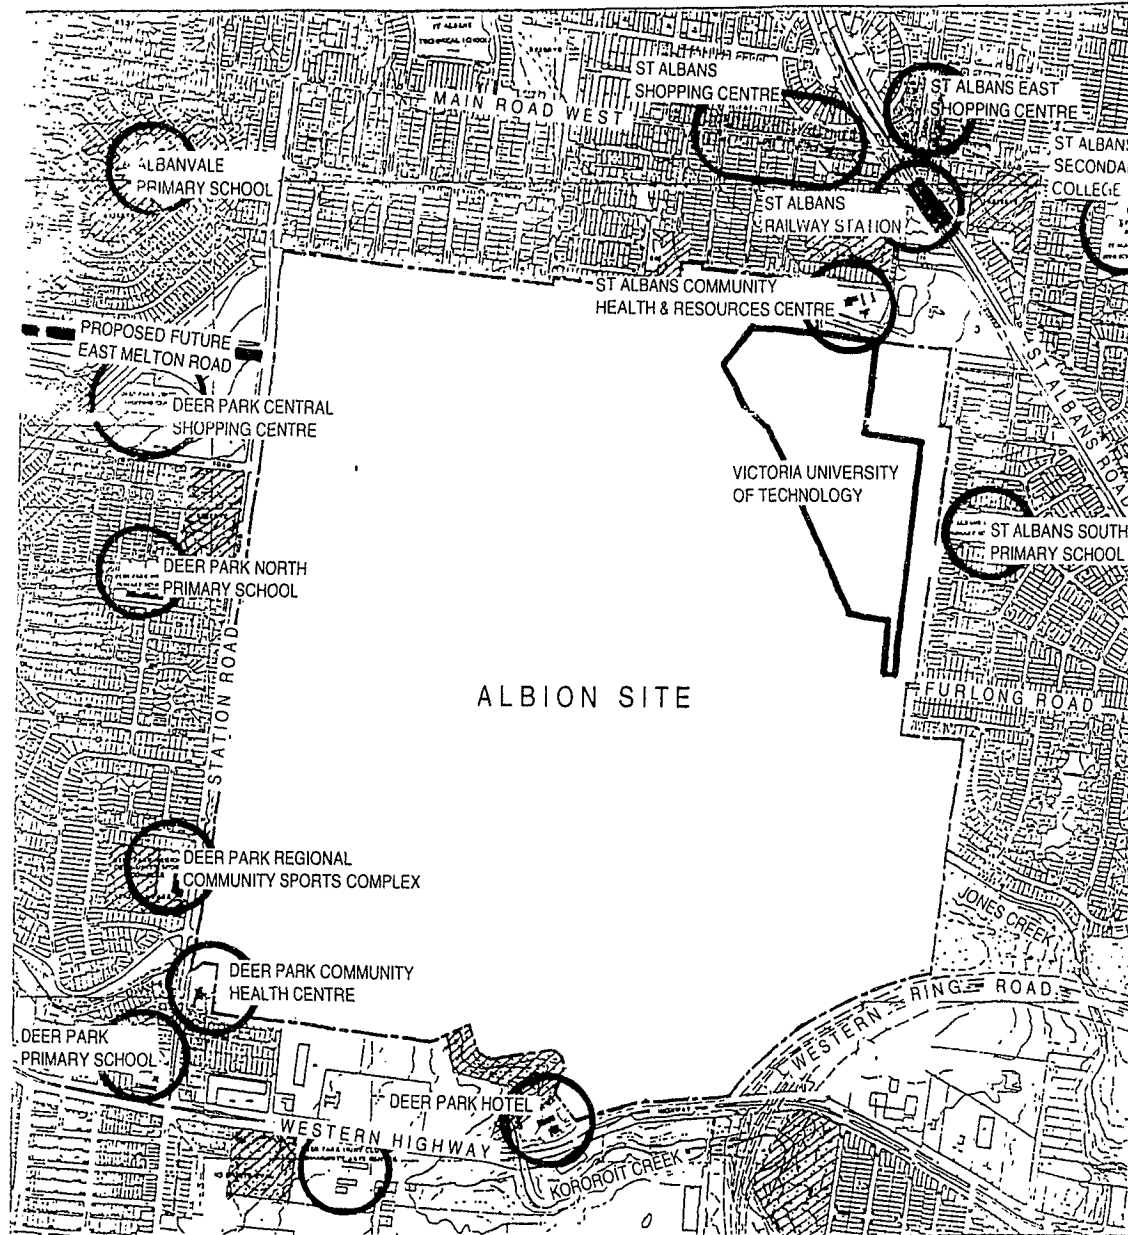 ST ALBANS
TECHNICAL SCHOOL
ST ALBANS
SHOPPING CENTRE
ST ALBANS EAST
SHOPPING CENTRE
MAIN ROAD WEST
ALBANVALE
PRIMARY SCHOOL
ST ALBANS
SECONDA
COLLEGE
ST ALBANS
RAILWAY STATION
ST ALBANS COMMUNITY
HEALTH & RESOURCES CENTRE
PROPOSED FUTURE
EAST MELTON ROAD
ST ALBANS ROAD
DEER PARK CENTRAL
SHOPPING CENTRE
VICTORIA UNIVERSITY
OF TECHNOLOGY
ST ALBANS SOUTH
PRIMARY SCHOOL
DEER PARK NORTH
PRIMARY SCHOOL
STATION ROAD
ALBION SITE
FURLONG ROAD
DEER PARK REGIONAL
COMMUNITY SPORTS COMPLEX
JONES CREEK
DEER PARK COMMUNITY
HEALTH CENTRE
WESTERN RING ROAD
DEER PARK
PRIMARY SCHOOL
DEER PARK HOTEL
WESTERN HIGHWAY
KOROROIT CREEK